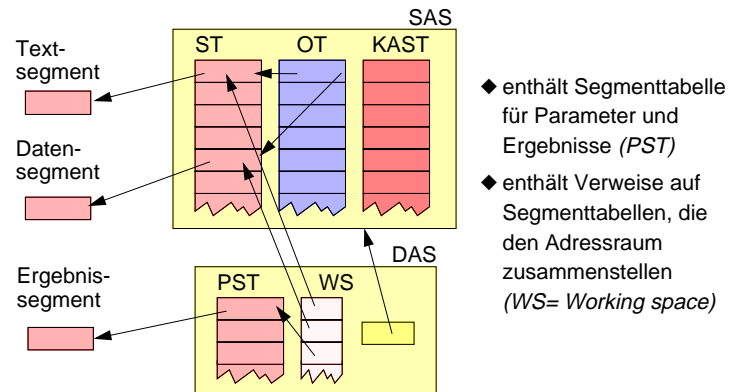 SAS
ST OT KAST
Text-
segment
Daten-
segment
Ergebnis-
segment
DAS
PST WS
◆ enthält Segmenttabelle
für Parameter und
Ergebnisse (PST)
◆ enthält Verweise auf
Segmenttabellen, die
den Adressraum
zusammenstellen
(WS= Working space)